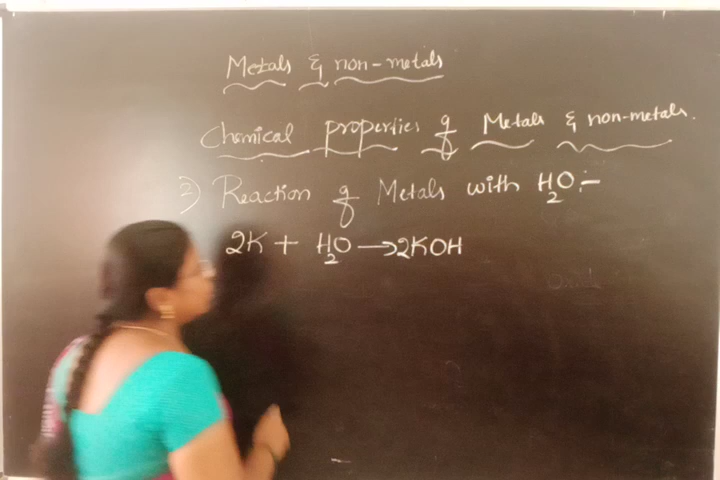 Metals & non-metals
Chemical properties of Metals & non-metals.
2) Reaction of Metals with H₂O:-
2K + H₂O → 2KOH